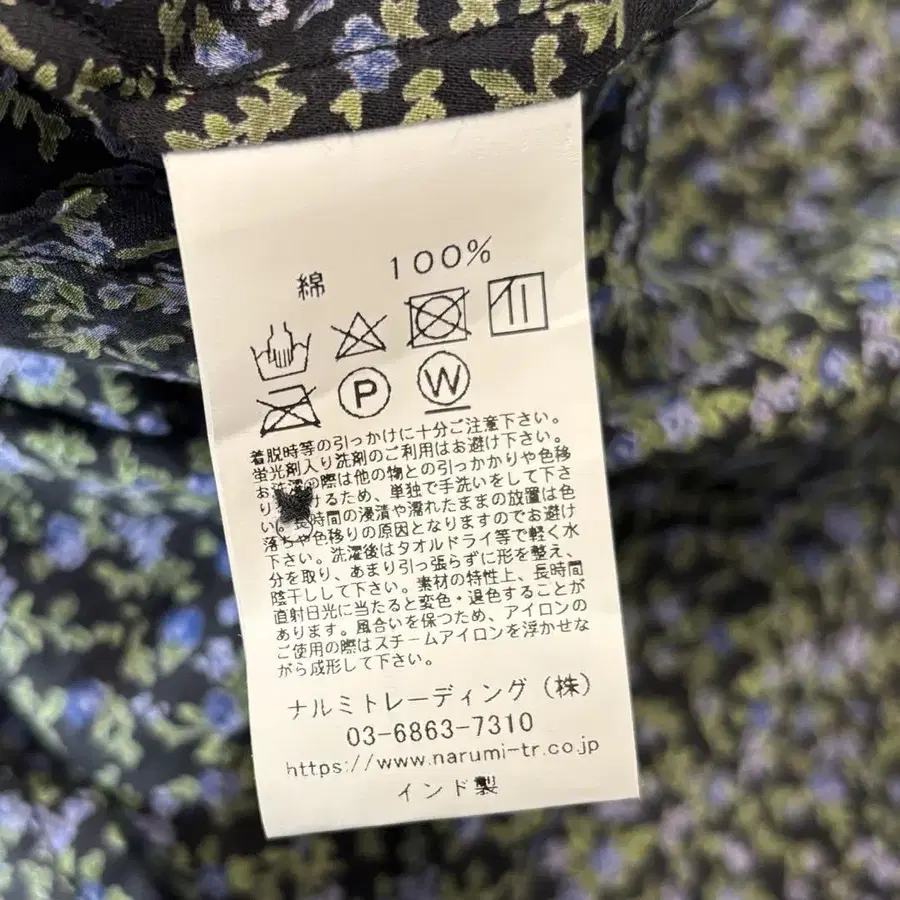 綿 100%
P W
着脱時等の引っかけに十分ご注意下さい。
蛍光剤入り洗剤のご利用はお避け下さい。
お洗濯の際は他の物との引っかかりや色移
けるため、単独で手洗いをして下さ
い。長時間の浸漬や濡れたままの放置は色
落ちや色移りの原因となりますのでお避け
下さい。洗濯後はタオルドライ等で軽く水
分を取り、あまり引っ張らずに形を整え、
陰干しして下さい。素材の特性上、長時間
直射日光に当たると変色・退色することが
あります。風合いを保つため、アイロンの
ご使用の際はスチームアイロンを浮かせな
がら成形して下さい。
ナルミトレーディング(株)
03-6863-7310
https://www.narumi-tr.co.jp
インド製